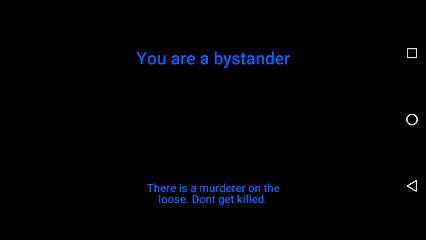 You are a bystander
There is a murderer on the
loose. Dont get killed.